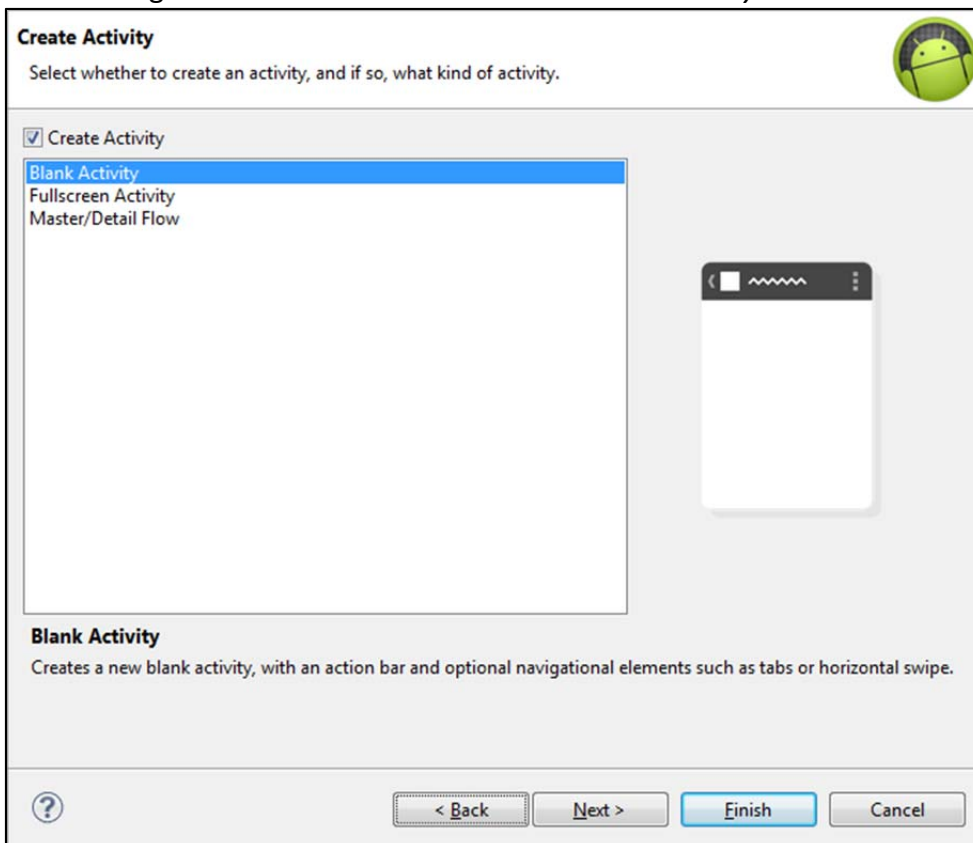 Create Activity
Select whether to create an activity, and if so, what kind of activity.
Create Activity
Blank Activity
Fullscreen Activity
Master/Detail Flow
Blank Activity
Creates a new blank activity, with an action bar and optional navigational elements such as tabs or horizontal swipe.
< Back Next > Finish Cancel